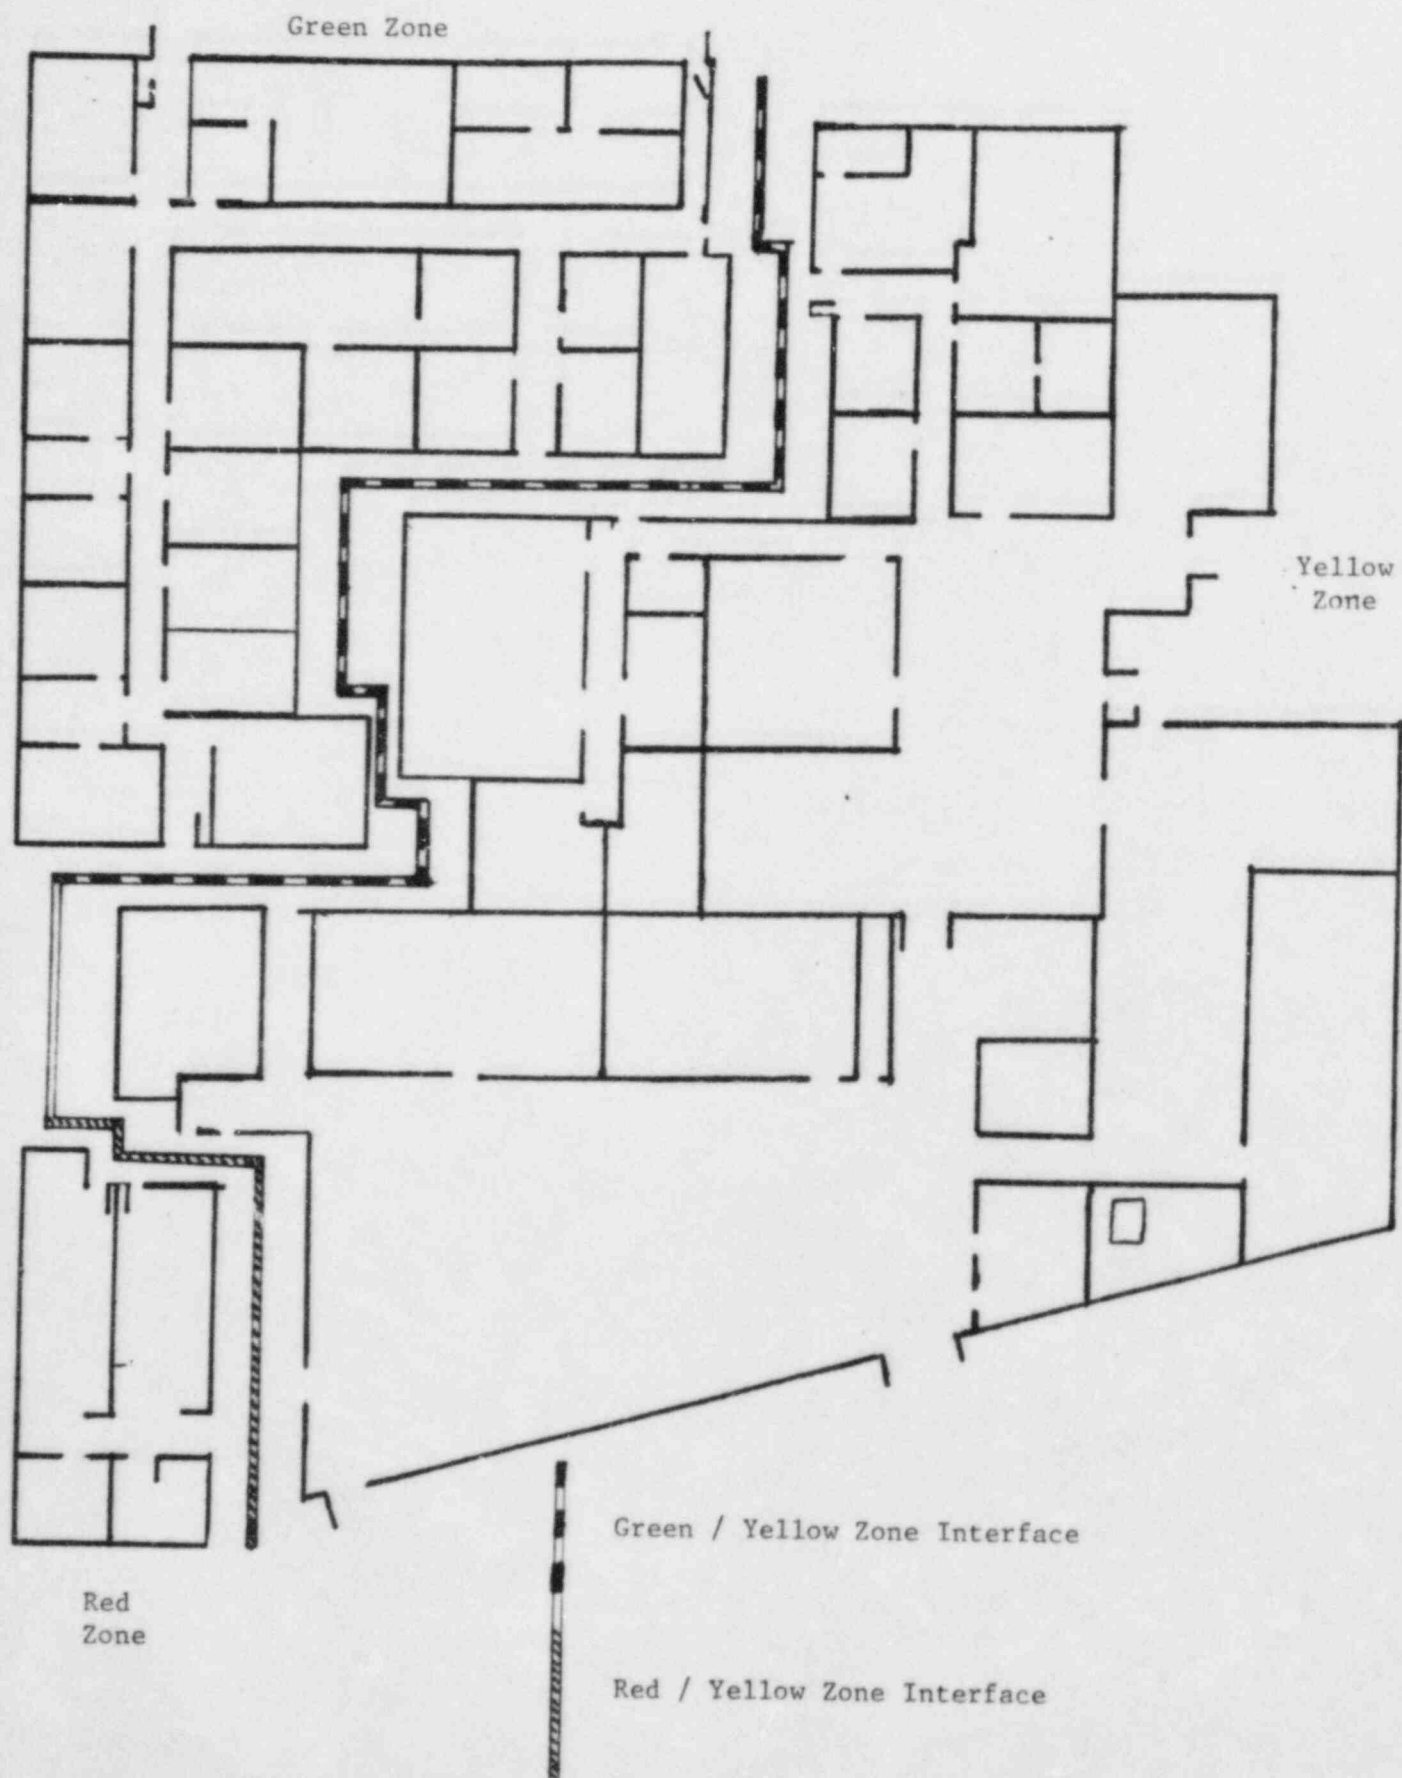 Green Zone
Yellow
Zone
Green / Yellow Zone Interface
Red
Zone
Red / Yellow Zone Interface